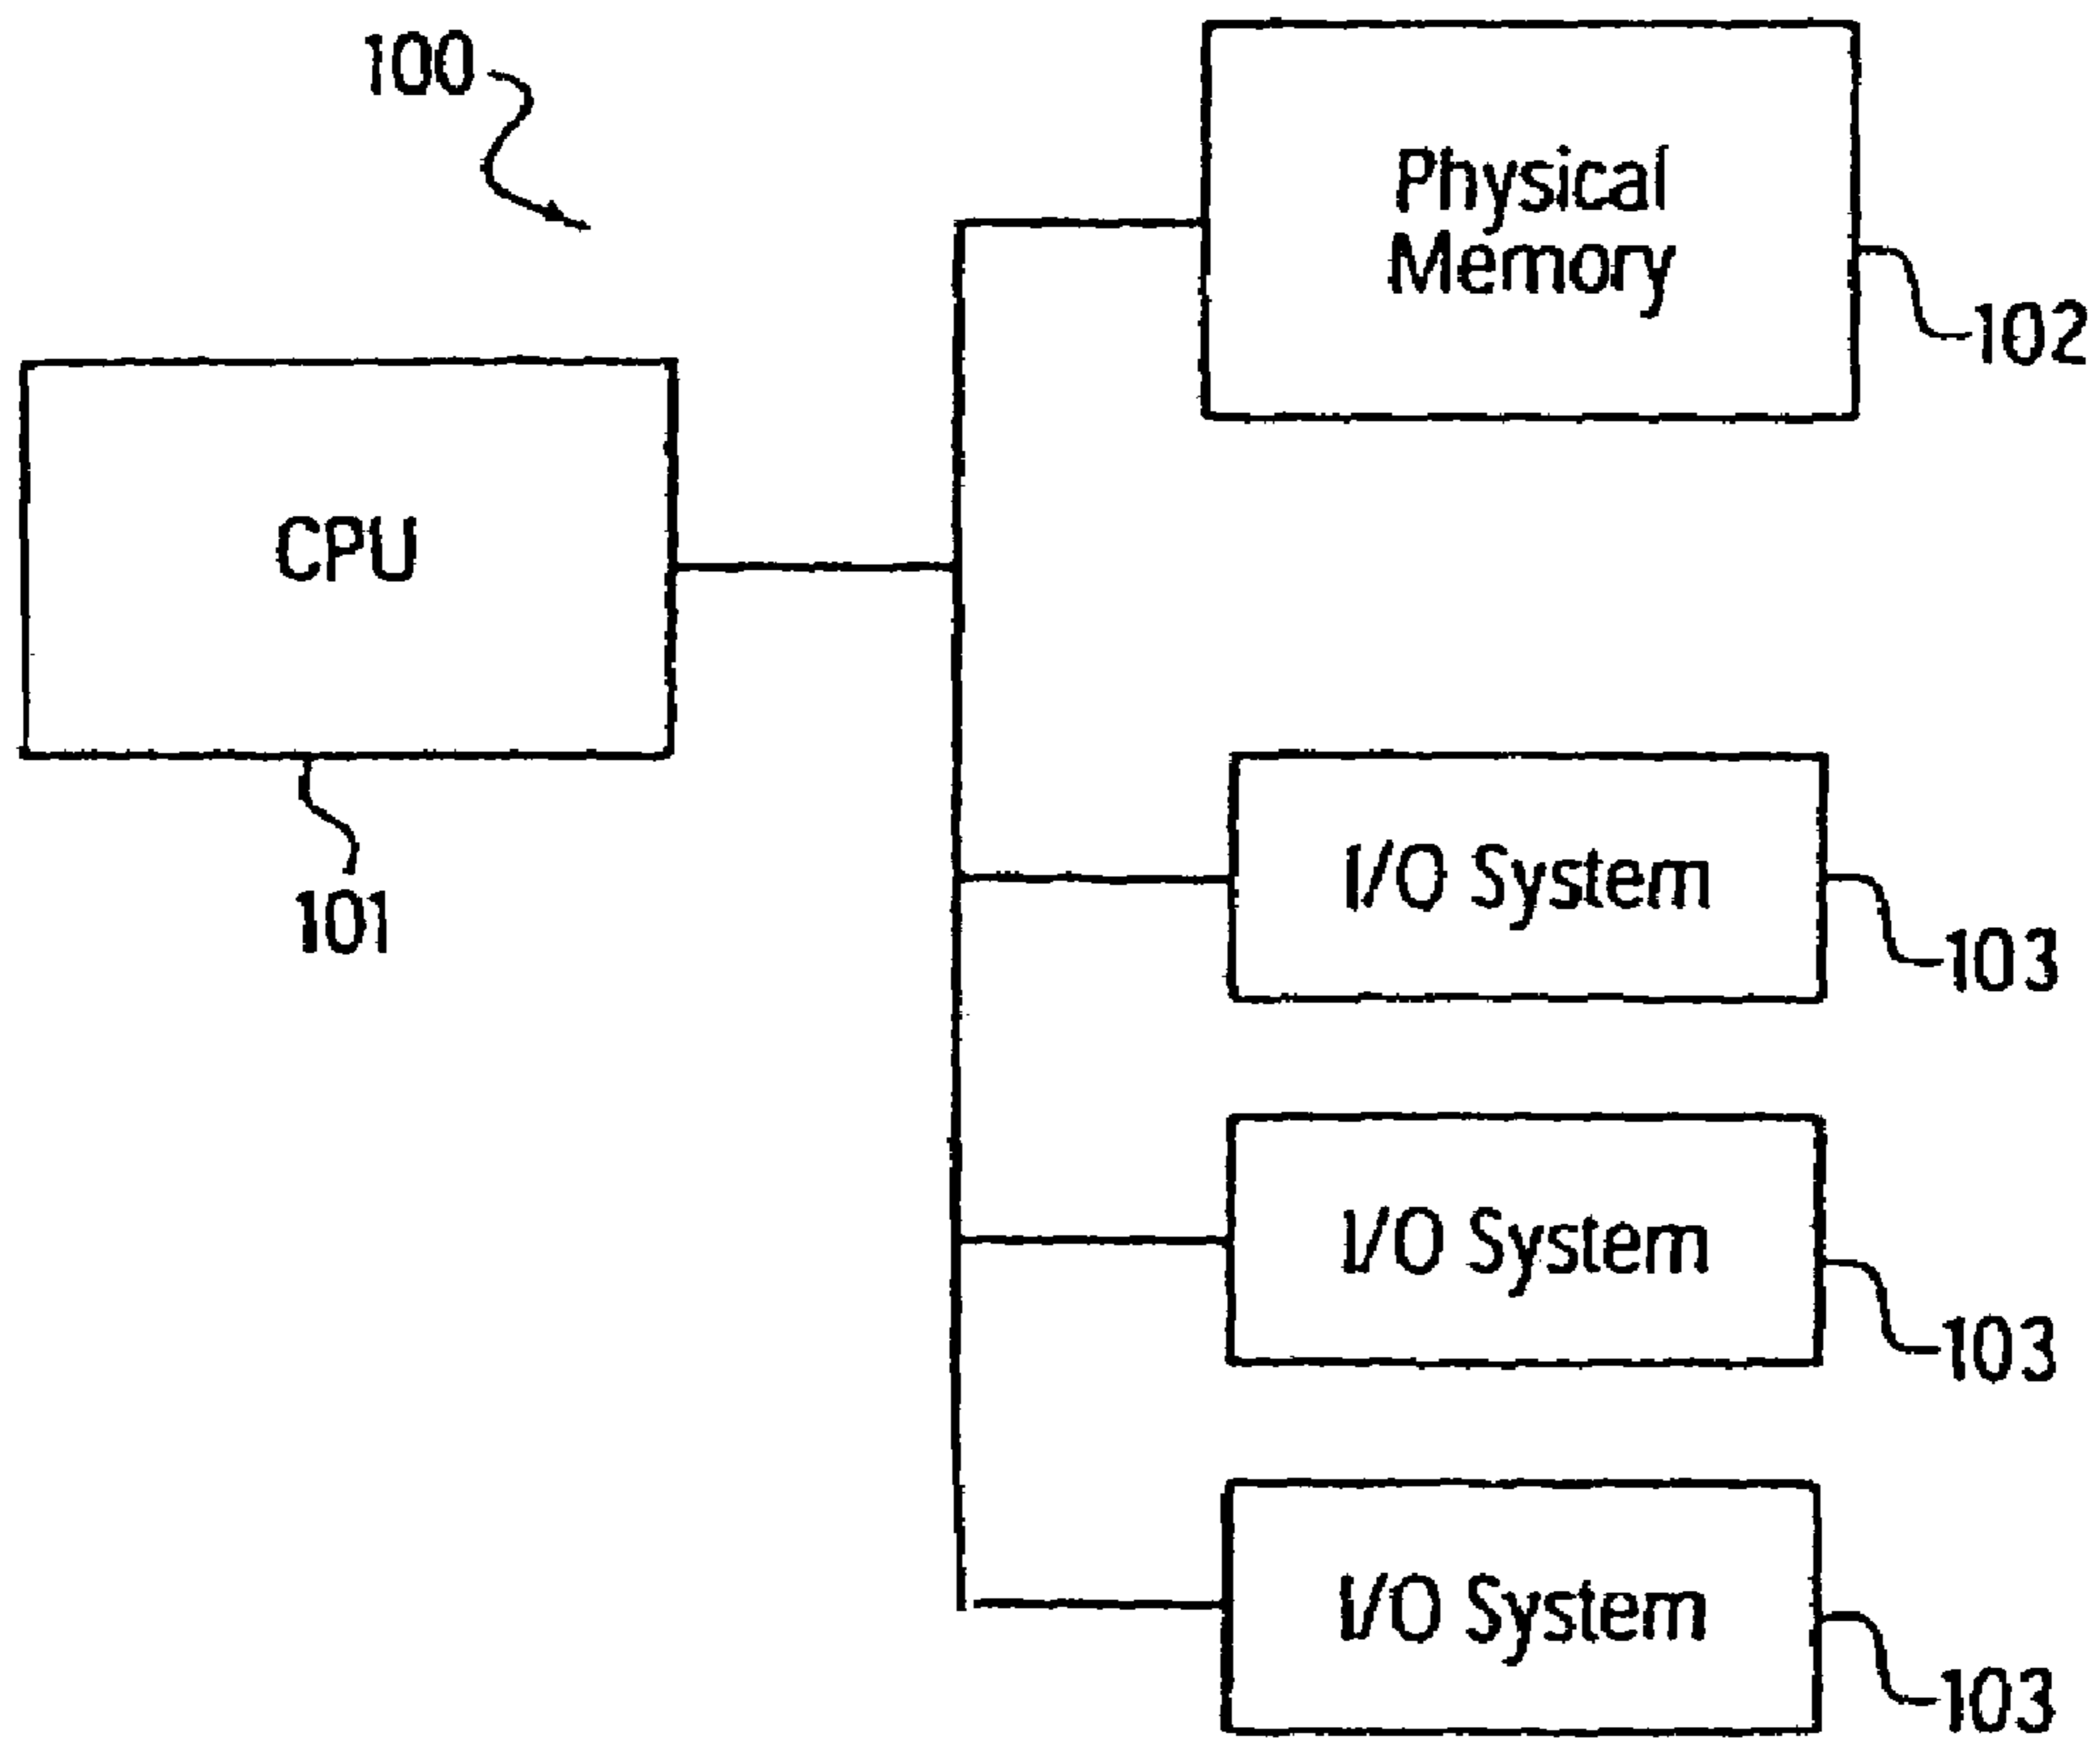 100
Physical
Memory
102
CPU
101
I/O System
103
I/O System
103
I/O System
103